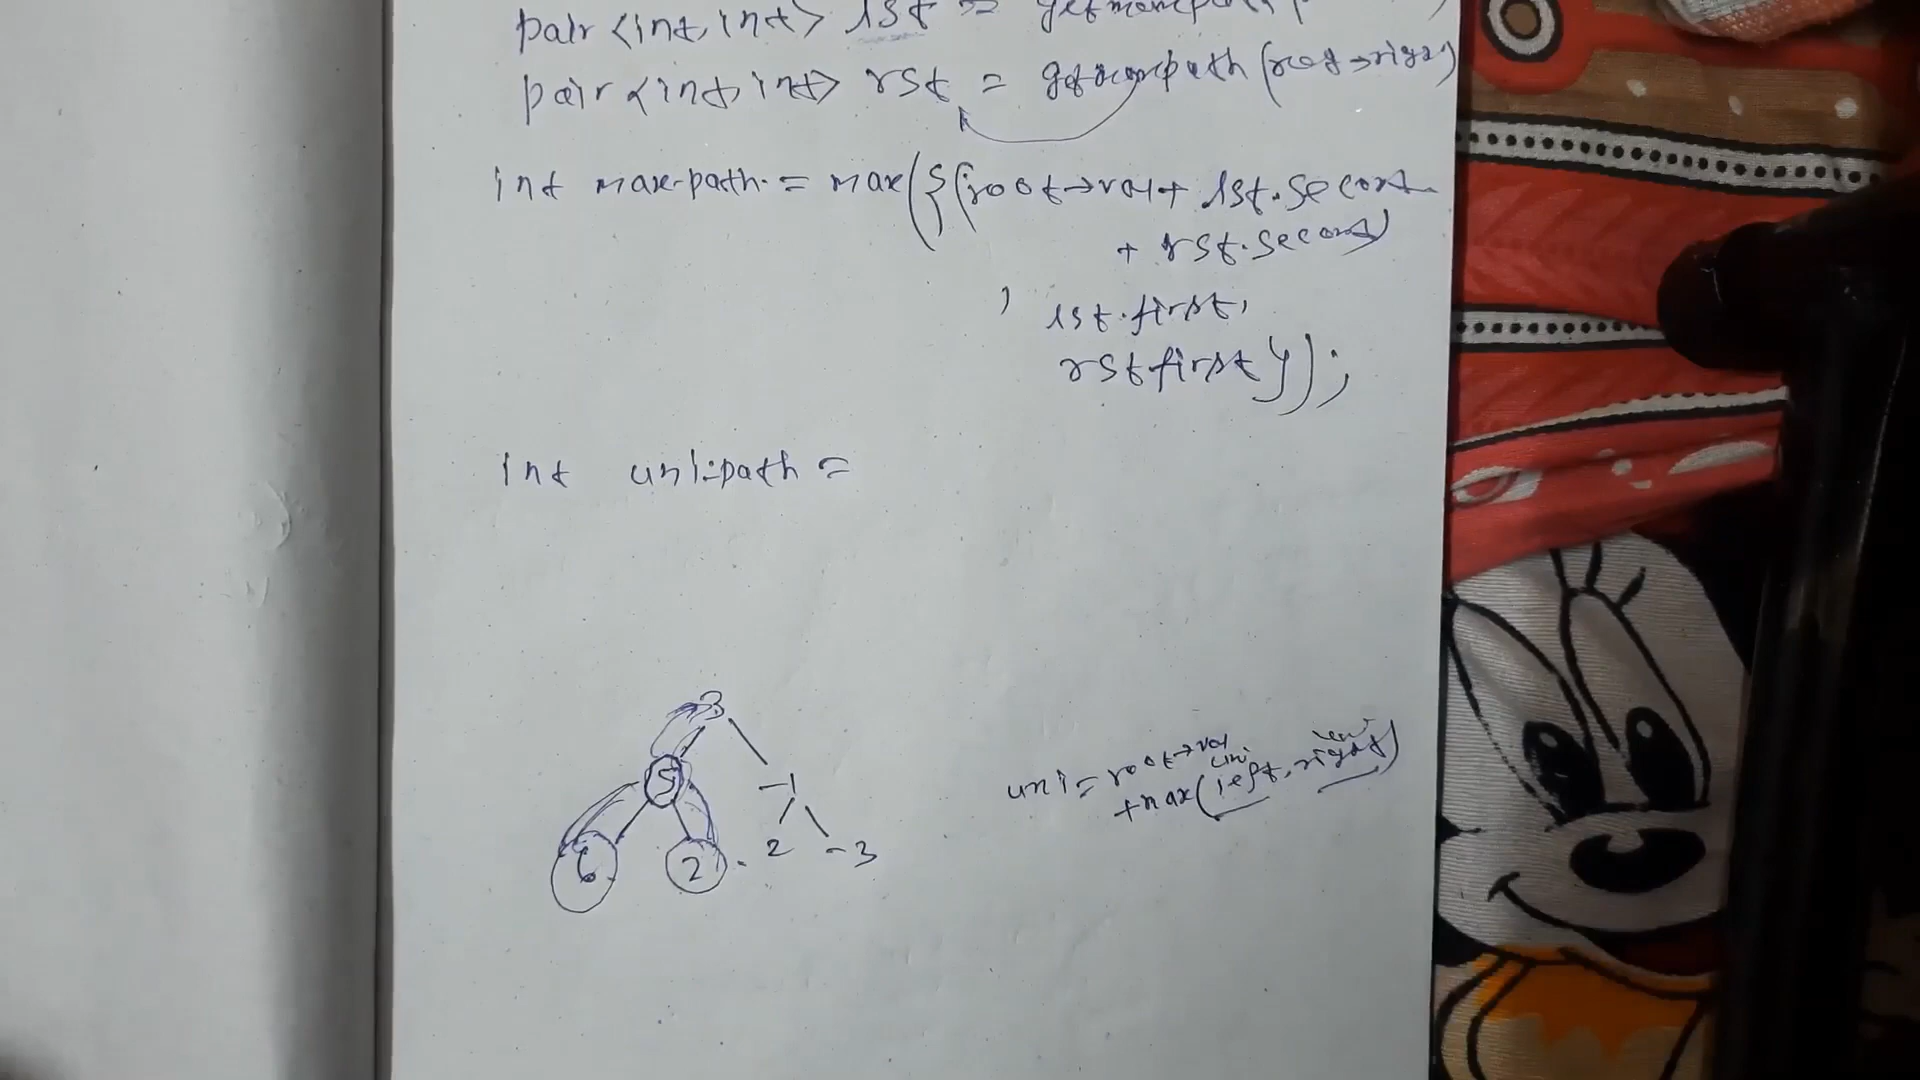 pair <int, int> lst =
pair <int, int> rst = getmaxpath(root->right)
int max-path = max({(root->val + lst.second
+ rst.second)
, lst.first,
rst.first});
int uni-path =
3
5
-1
6
2
2
-3
uni = root->val
+max(left, right)
uni